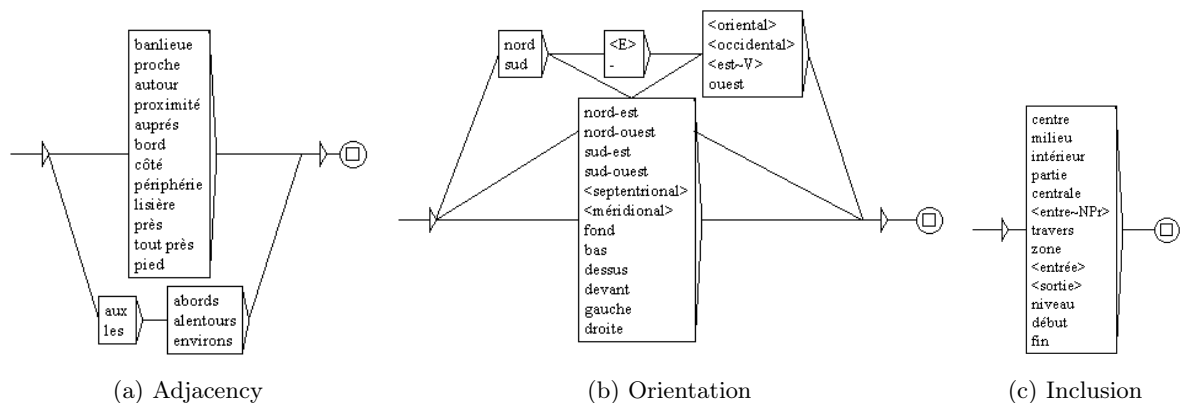 banlieue
proche
autour
proximité
auprés
bord
côté
périphérie
lisière
près
tout près
pied
aux
les
abords
alentours
environs
(a) Adjacency
nord
sud
<E>
-
<oriental>
<occidental>
<est~V>
ouest
nord-est
nord-ouest
sud-est
sud-ouest
<septentrional>
<méridional>
fond
bas
dessus
devant
gauche
droite
(b) Orientation
centre
milieu
intérieur
partie
centrale
<entre~NPr>
travers
zone
<entrée>
<sortie>
niveau
début
fin
(c) Inclusion